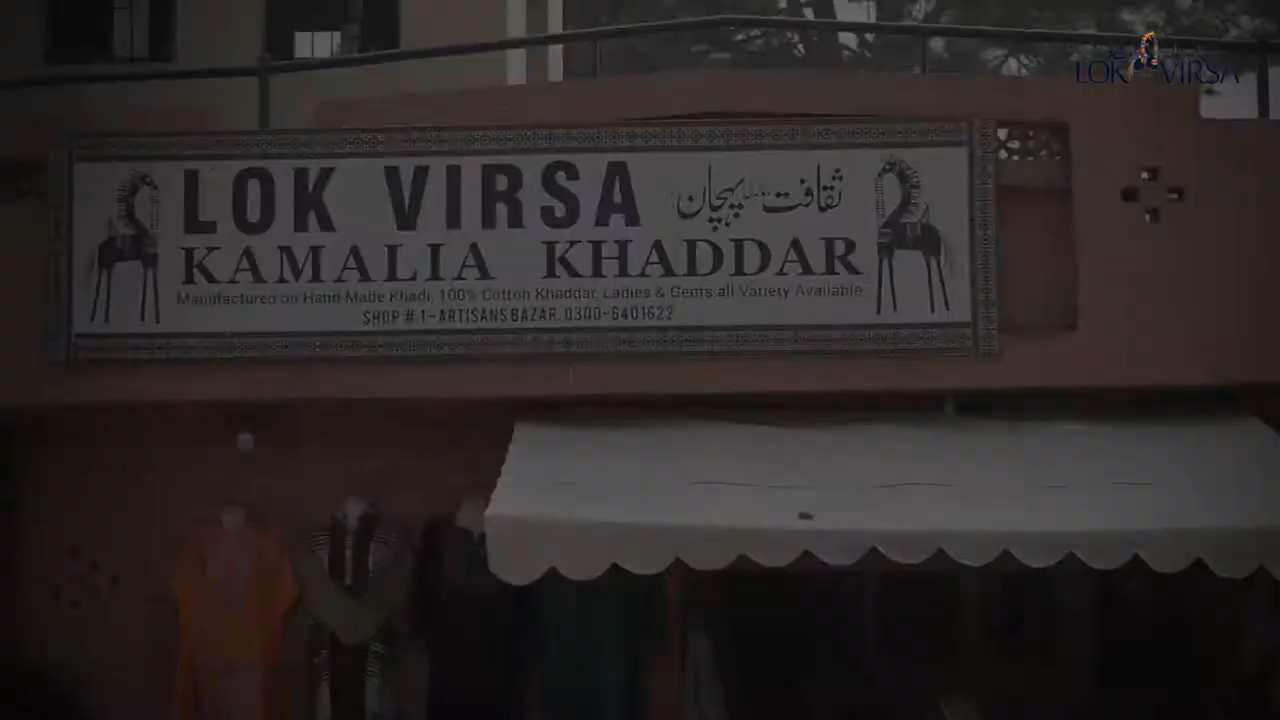 LOK VIRSA
LOK VIRSA ثقافت پہچان
KAMALIA KHADDAR
Manufactured on Hand Made Khadi, 100% Cotton Khaddar, Ladies & Gents all Variety Available.
SHOP # 1-ARTISANS BAZAR. 0300-6401622